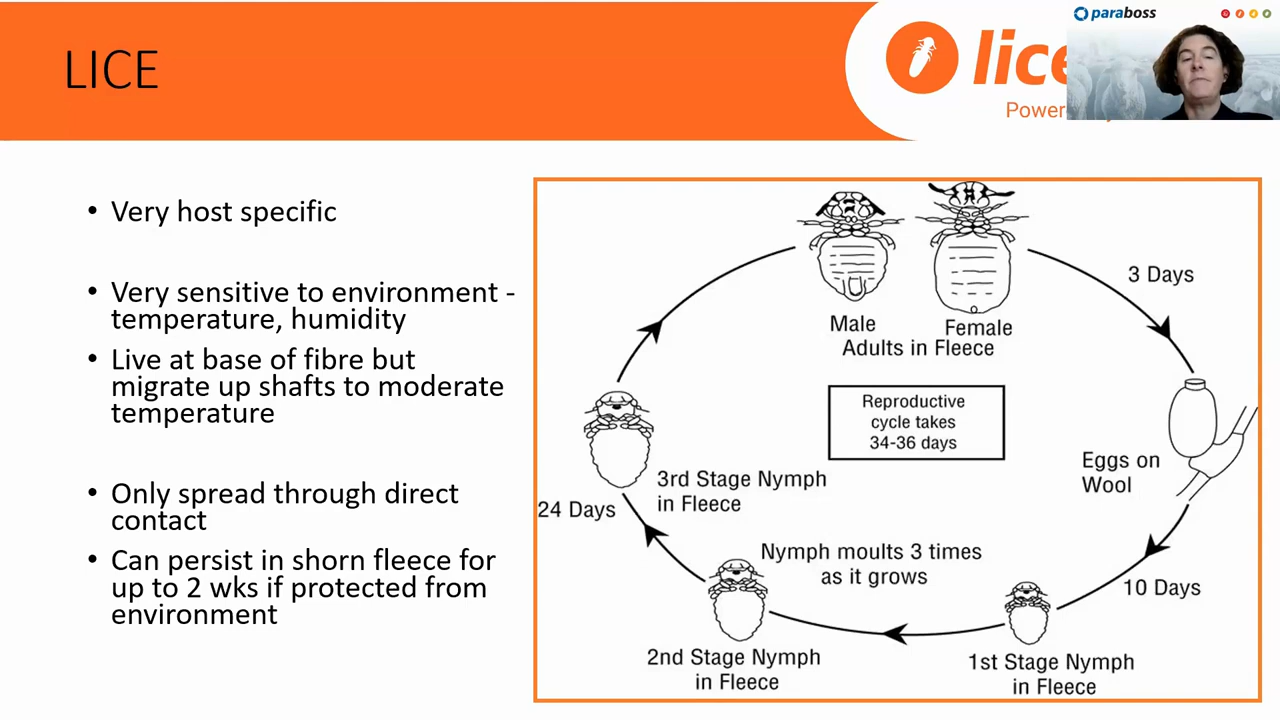 LICE
lice
paraboss
• Very host specific
• Very sensitive to environment -
temperature, humidity
• Live at base of fibre but
migrate up shafts to moderate
temperature
• Only spread through direct
contact
• Can persist in shorn fleece for
up to 2 wks if protected from
environment
Male
Female
Adults in Fleece
3 Days
Reproductive
cycle takes
34-36 days
Eggs on
Wool
10 Days
1st Stage Nymph
in Fleece
Nymph moults 3 times
as it grows
2nd Stage Nymph
in Fleece
24 Days
3rd Stage Nymph
in Fleece